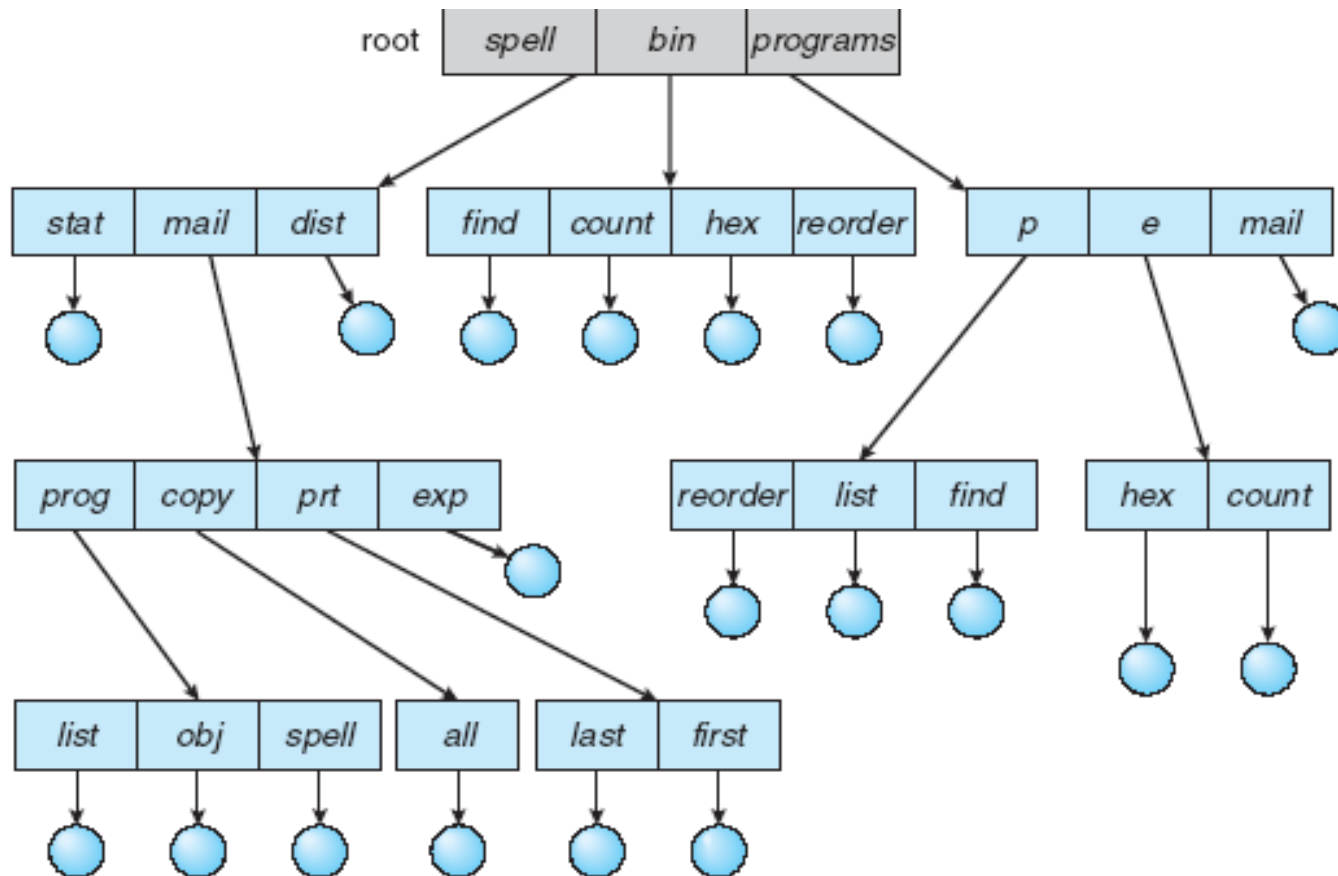 root spell bin programs
stat mail dist find count hex reorder p e mail
prog copy prt exp reorder list find hex count
list obj spell all last first